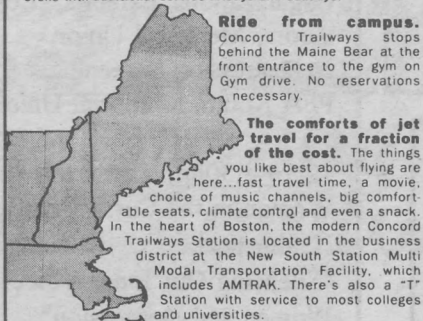 Ride from campus.
Concord Trailways stops
behind the Maine Bear at the
front entrance to the gym on
Gym drive. No reservations
necessary.
The comforts of jet
travel for a fraction
of the cost. The things
you like best about flying are
here...fast travel time, a movie,
choice of music channels, big comfort-
able seats, climate control and even a snack.
In the heart of Boston, the modern Concord
Trailways Station is located in the business
district at the New South Station Multi
Modal Transportation Facility, which
includes AMTRAK. There's also a "T"
Station with service to most colleges
and universities.